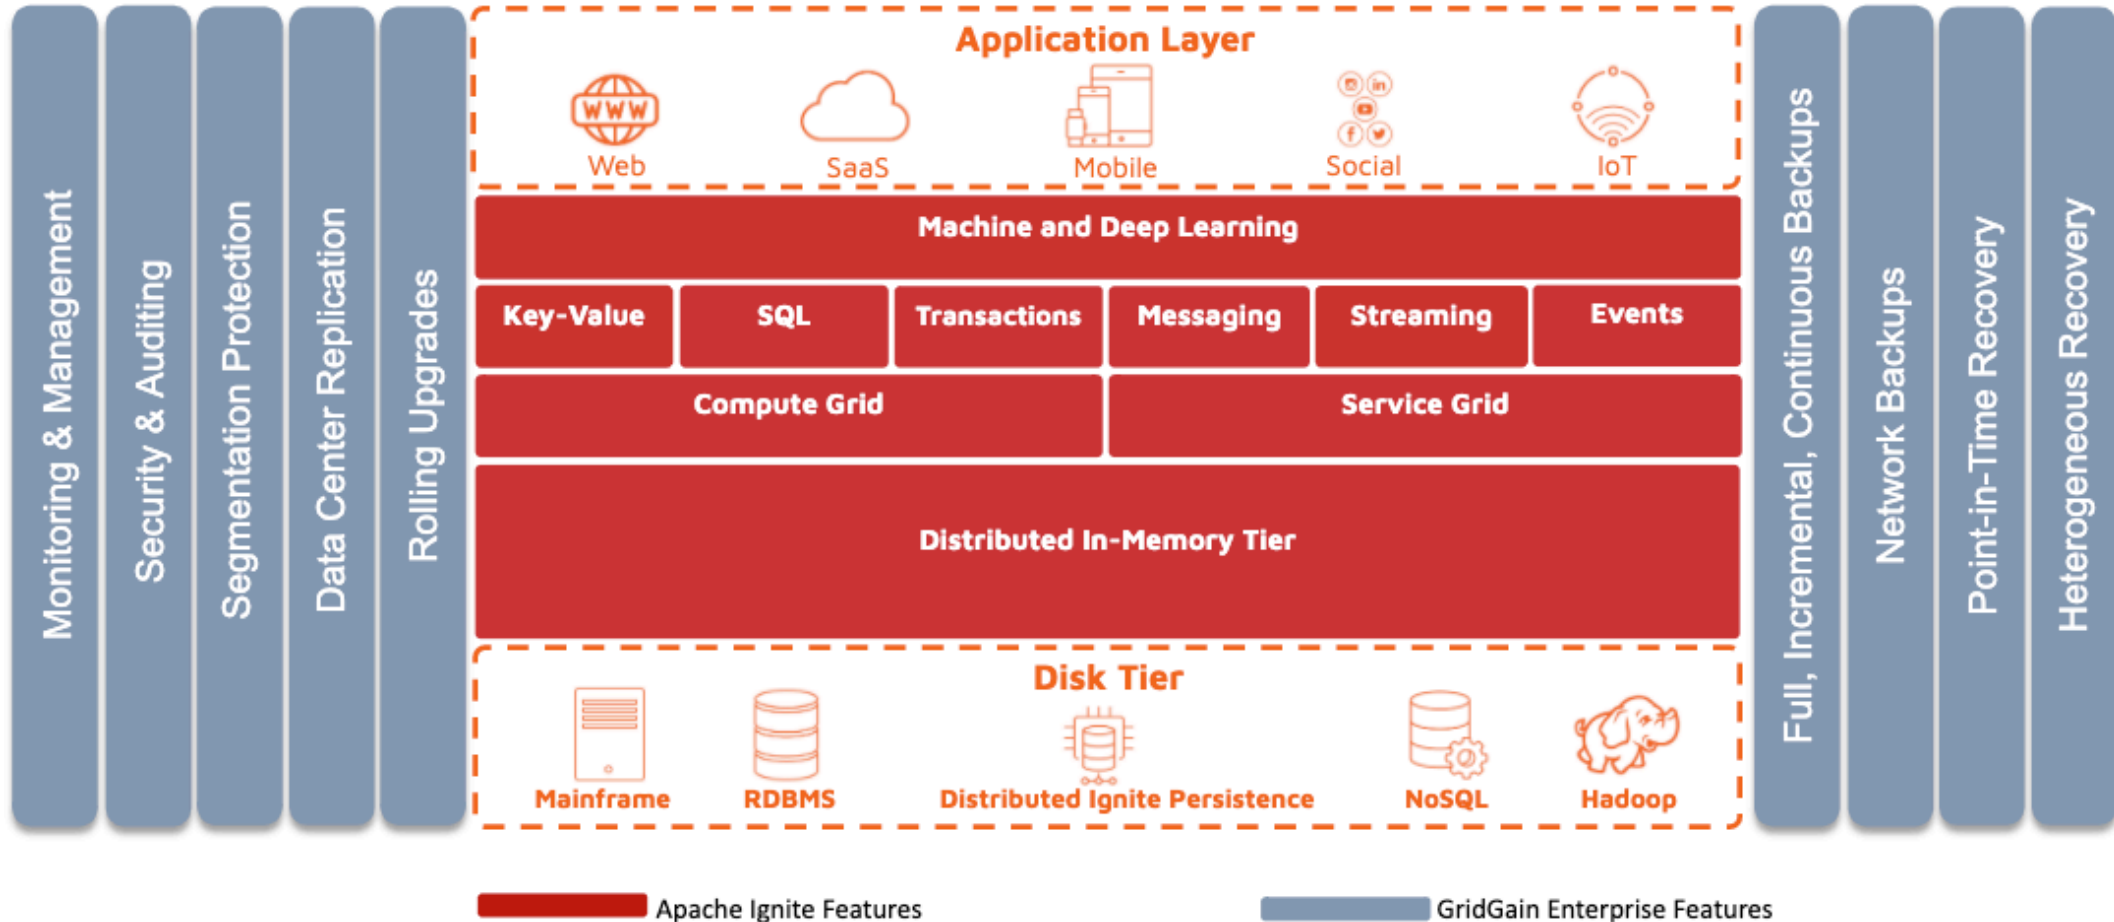 Monitoring & Management
Security & Auditing
Segmentation Protection
Data Center Replication
Rolling Upgrades
Application Layer
WWW
Web
SaaS
Mobile
in
f
Social
IoT
Machine and Deep Learning
Key-Value
SQL
Transactions
Messaging
Streaming
Events
Compute Grid
Service Grid
Distributed In-Memory Tier
Disk Tier
Mainframe
RDBMS
Distributed Ignite Persistence
NoSQL
Hadoop
Full, Incremental, Continuous Backups
Network Backups
Point-in-Time Recovery
Heterogeneous Recovery
Apache Ignite Features
GridGain Enterprise Features